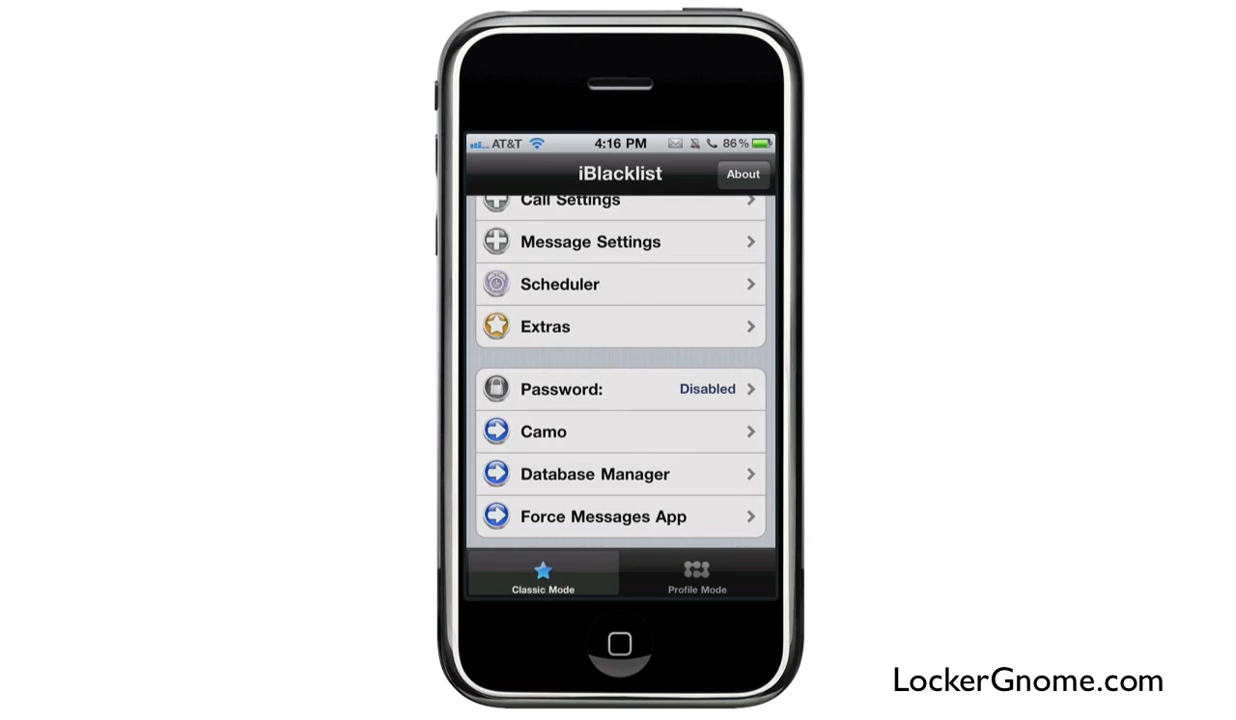 AT&T 4:16 PM 86%
iBlacklist About
Call Settings
Message Settings
Scheduler
Extras
Password: Disabled
Camo
Database Manager
Force Messages App
Classic Mode Profile Mode
LockerGnome.com